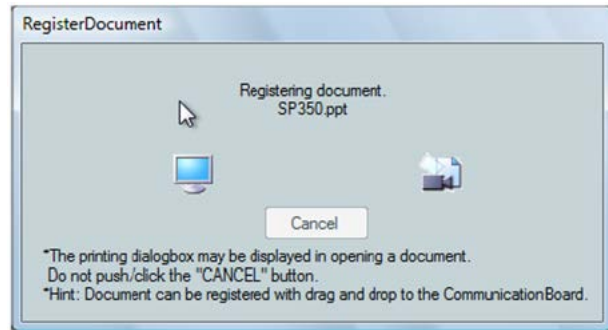 RegisterDocument
Registering document.
SP350.ppt
Cancel
*The printing dialogbox may be displayed in opening a document.
Do not push/click the "CANCEL" button.
*Hint: Document can be registered with drag and drop to the CommunicationBoard.